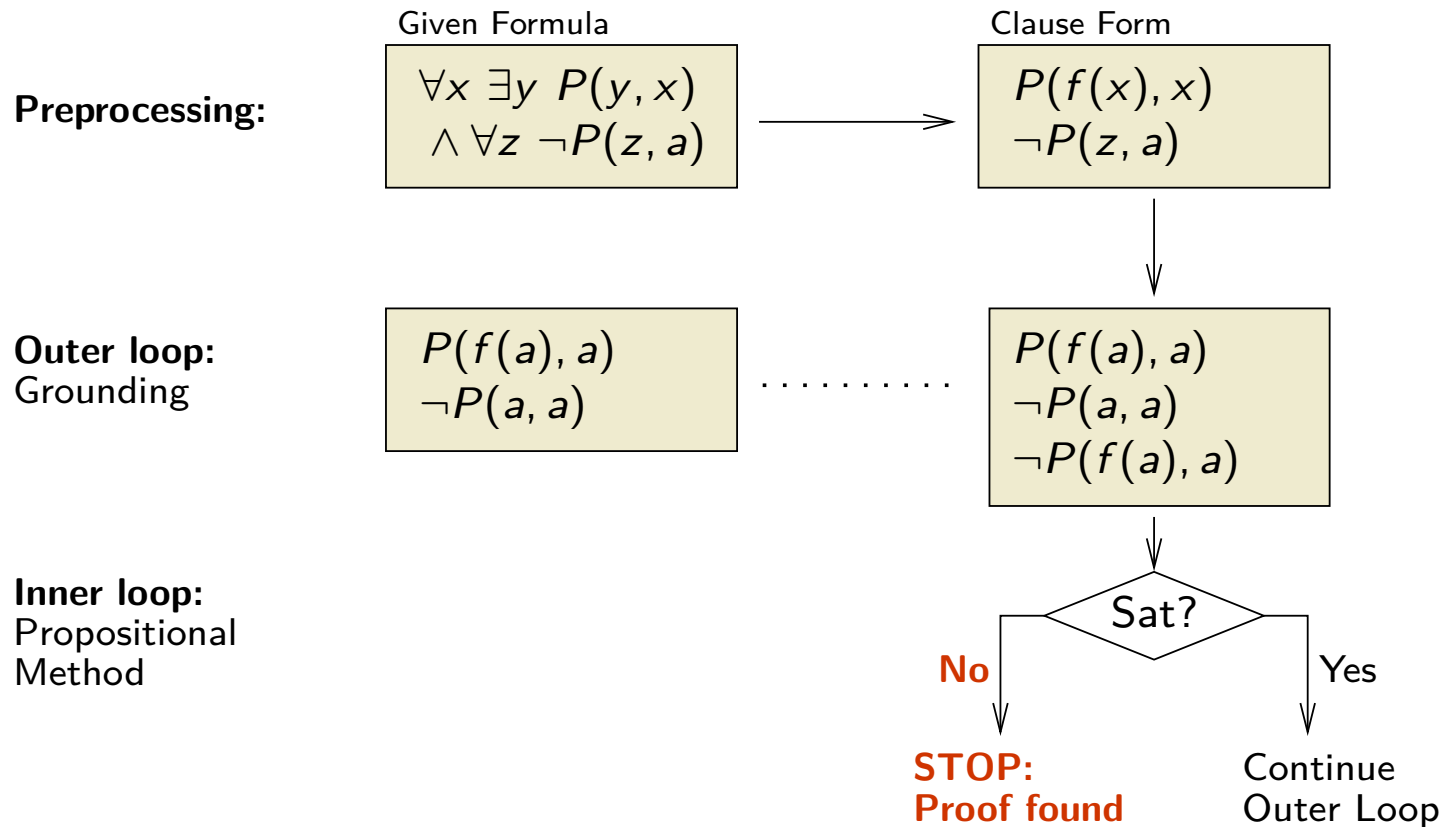 Given Formula
Clause Form
Preprocessing:
∀x ∃y P(y, x)
∧ ∀z ¬P(z, a)
P(f(x), x)
¬P(z, a)
Outer loop:
Grounding
P(f(a), a)
¬P(a, a)
. . . . . . . . . .
P(f(a), a)
¬P(a, a)
¬P(f(a), a)
Inner loop:
Propositional
Method
Sat?
No
Yes
STOP:
Proof found
Continue
Outer Loop